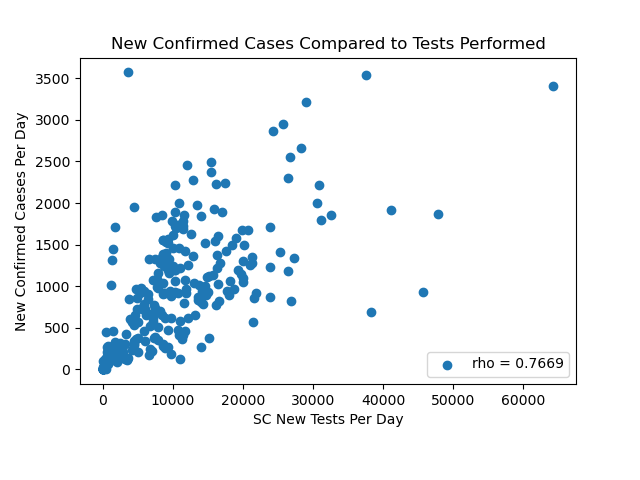 New Confirmed Cases Compared to Tests Performed
New Confirmed Caeses Per Day
3500
3000
2500
2000
1500
1000
500
0
rho = 0.7669
0 10000 20000 30000 40000 50000 60000
SC New Tests Per Day